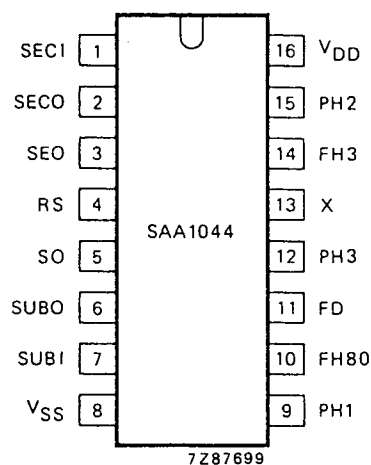 SECI 1 16 VDD
SECO 2 15 PH2
SEO 3 14 FH3
RS 4 13 X
SAA1044
SO 5 12 PH3
SUBO 6 11 FD
SUBI 7 10 FH80
VSS 8 9 PH1
7Z87699